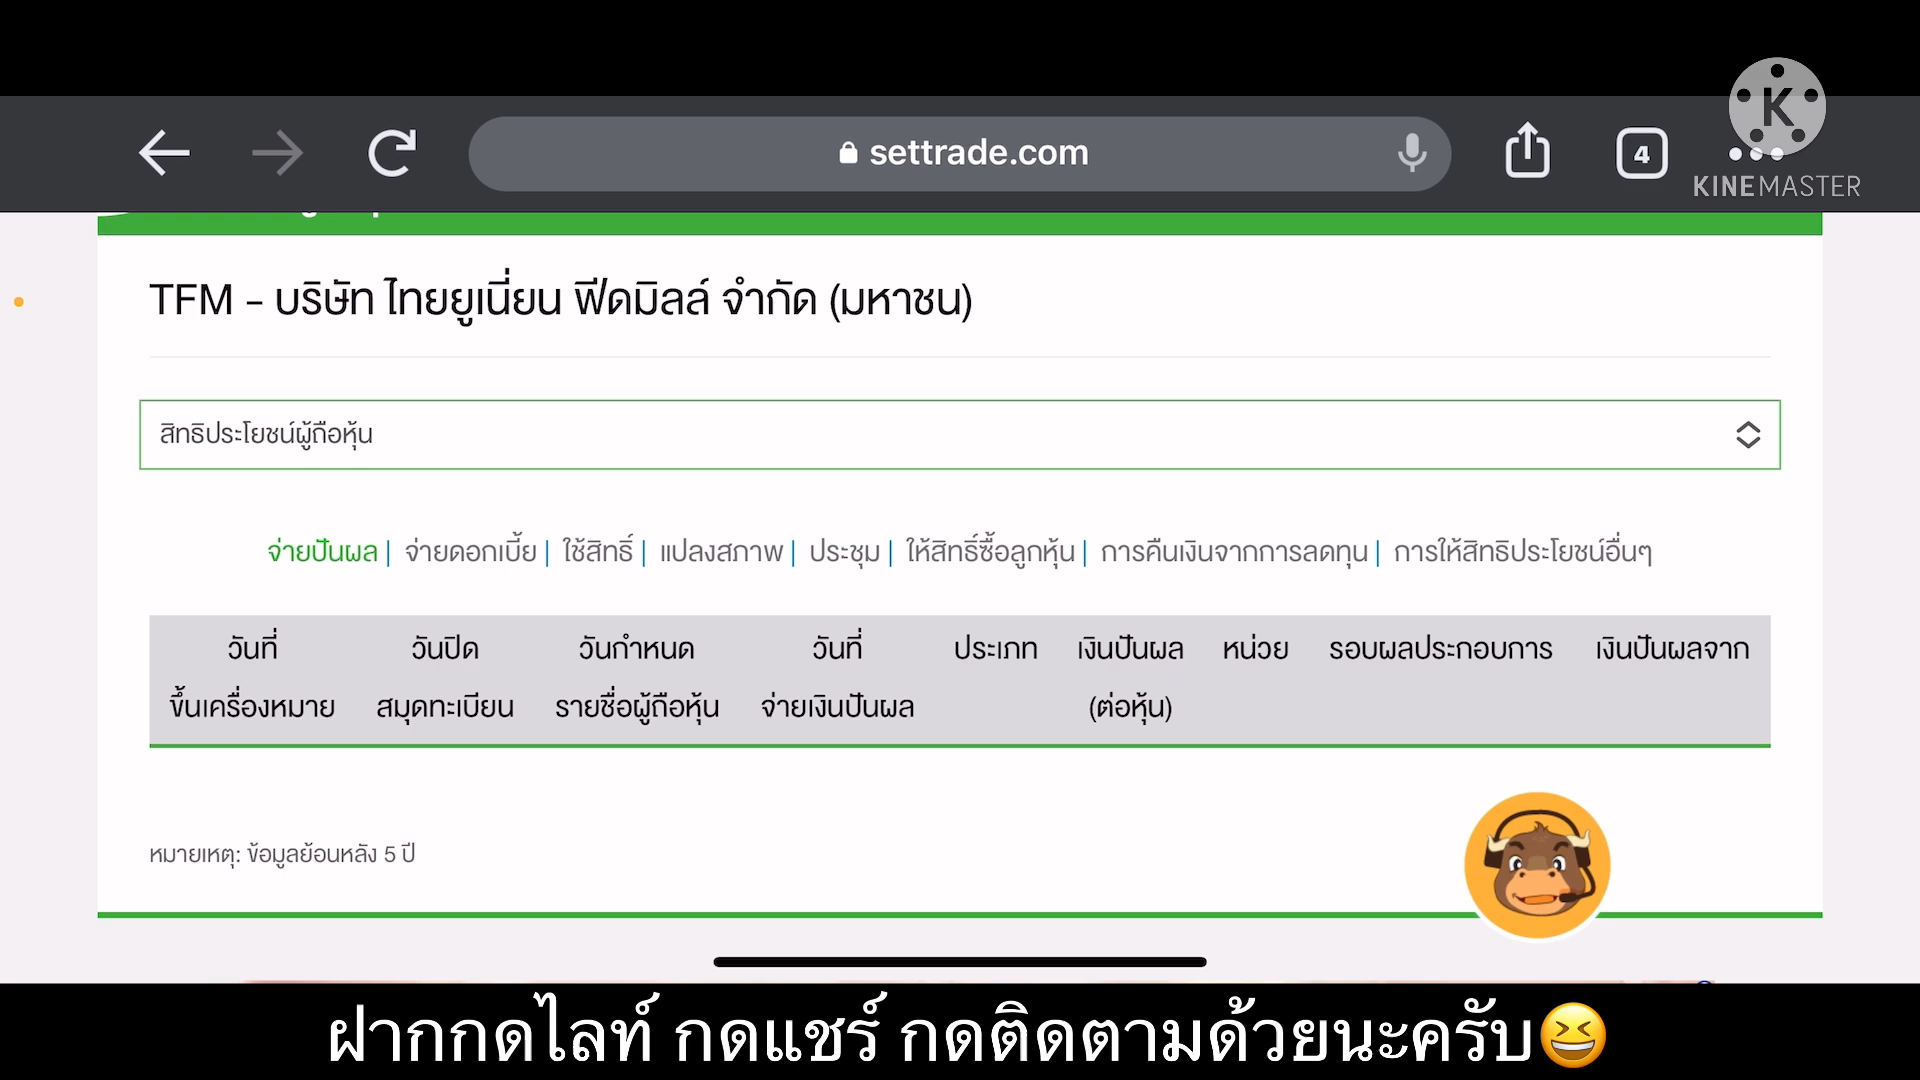 settrade.com
4
K
KINEMASTER
TFM - บริษัท ไทยยูเนี่ยน ฟีดมิลล์ จำกัด (มหาชน)
สิทธิประโยชน์ผู้ถือหุ้น
จ่ายปันผล | จ่ายดอกเบี้ย | ใช้สิทธิ์ | แปลงสภาพ | ประชุม | ให้สิทธิ์ซื้อลูกหุ้น | การคืนเงินจากการลดทุน | การให้สิทธิประโยชน์อื่นๆ
วันที่ วันปิด วันกำหนด วันที่ ประเภท เงินปันผล หน่วย รอบผลประกอบการ เงินปันผลจาก
ขึ้นเครื่องหมาย สมุดทะเบียน รายชื่อผู้ถือหุ้น จ่ายเงินปันผล (ต่อหุ้น)
หมายเหตุ: ข้อมูลย้อนหลัง 5 ปี
ฝากกดไลท์ กดแชร์ กดติดตามด้วยนะครับ😆